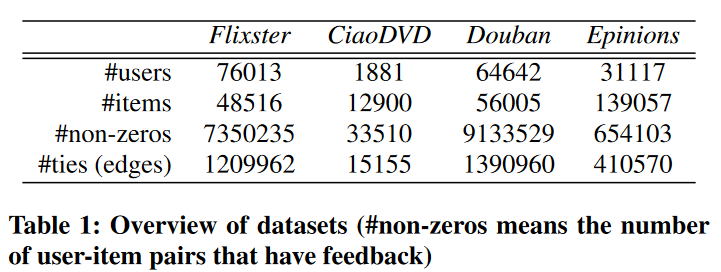 Flixster CiaoDVD Douban Epinions
#users 76013 1881 64642 31117
#items 48516 12900 56005 139057
#non-zeros 7350235 33510 9133529 654103
#ties (edges) 1209962 15155 1390960 410570
Table 1: Overview of datasets (#non-zeros means the number
of user-item pairs that have feedback)